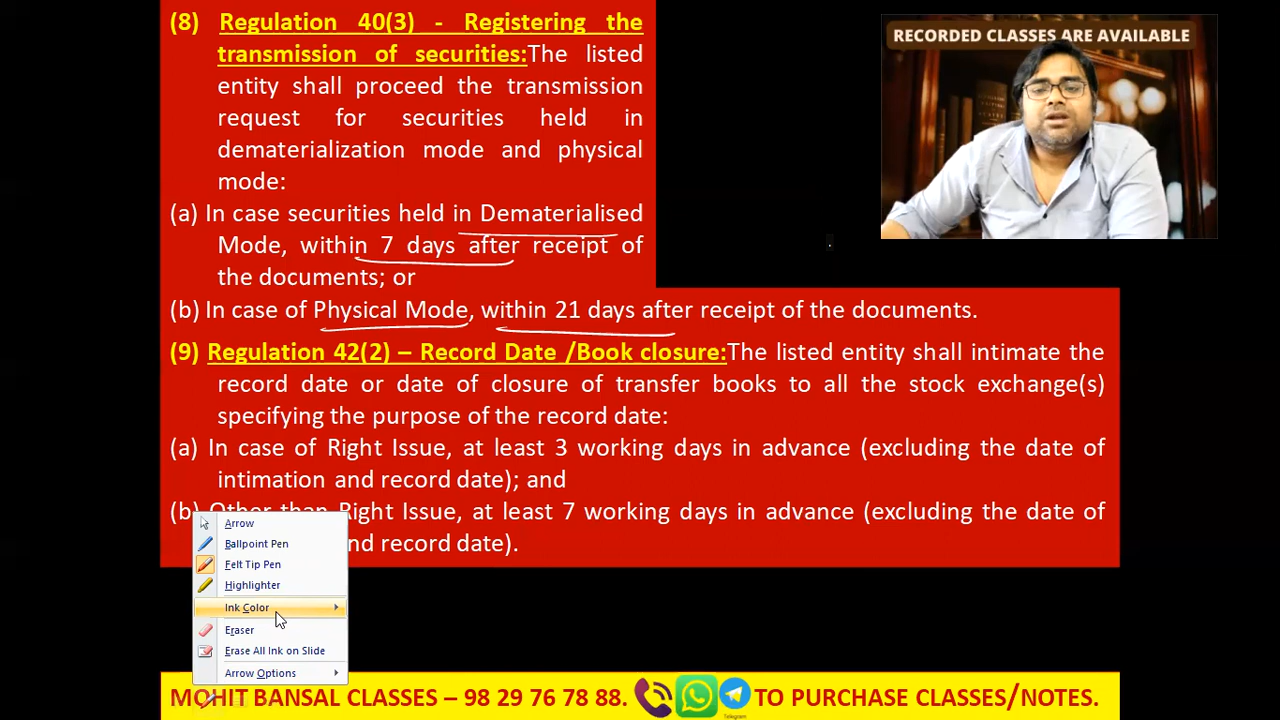 RECORDED CLASSES ARE AVAILABLE
(8) Regulation 40(3) - Registering the
transmission of securities:The listed
entity shall proceed the transmission
request for securities held in
dematerialization mode and physical
mode:
(a) In case securities held in Dematerialised
Mode, within 7 days after receipt of
the documents; or
(b) In case of Physical Mode, within 21 days after receipt of the documents.
(9) Regulation 42(2) – Record Date /Book closure:The listed entity shall intimate the
record date or date of closure of transfer books to all the stock exchange(s)
specifying the purpose of the record date:
(a) In case of Right Issue, at least 3 working days in advance (excluding the date of
intimation and record date); and
(b) Other than Right Issue, at least 7 working days in advance (excluding the date of
nd record date).
Arrow
Ballpoint Pen
Felt Tip Pen
Highlighter
Ink Color
Eraser
Erase All Ink on Slide
Arrow Options
MOHIT BANSAL CLASSES – 98 29 76 78 88. TO PURCHASE CLASSES/NOTES.
Telegram